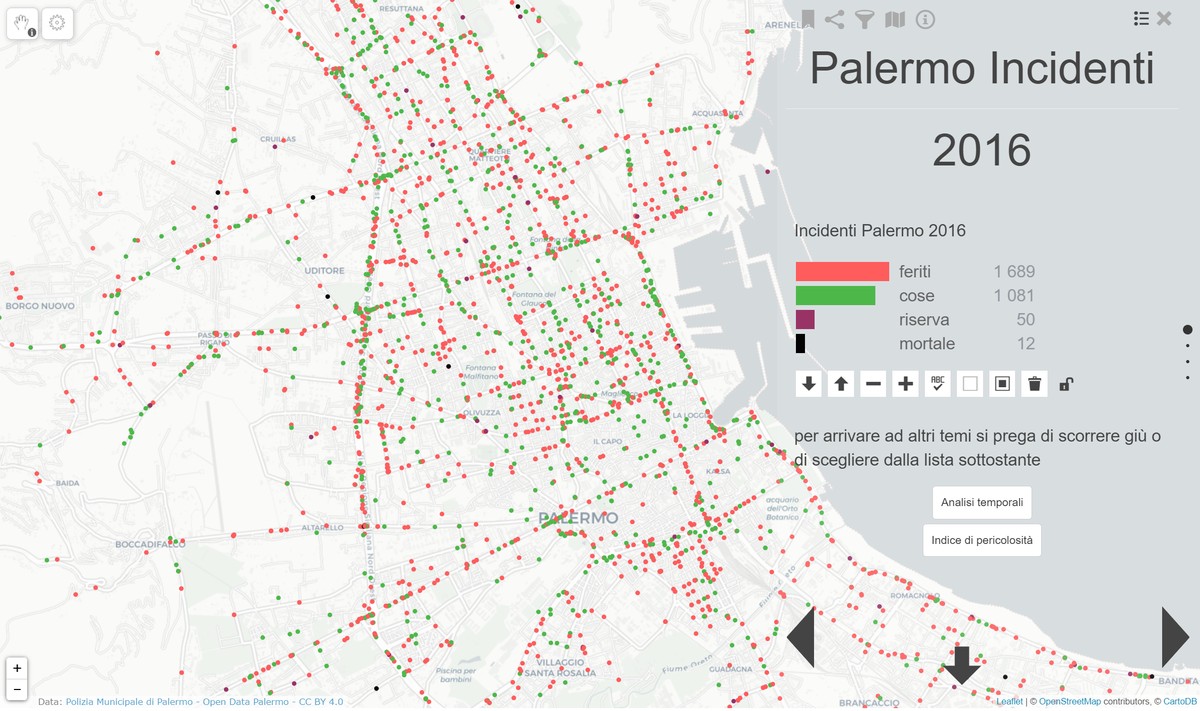 RESUTTANA
ARENELLA
Palermo Incidenti
ACQUASANTA
CRUILLAS
2016
Incidenti Palermo 2016
UDITORE
feriti 1 689
cose 1 081
riserva 50
mortale 12
BORGO NUOVO
PASSO DI
RIGANO
Fontana del
Glauco
Fontana
Malfitano
ABC
OLIVUZZA
LA LOGGIA
IL CAPO
per arrivare ad altri temi si prega di scorrere giù o
di scegliere dalla lista sottostante
KALSA
BAIDA
Analisi temporali
acquario
dell'Orto
Botanico
PALERMO
ALTARELLO
BOCCADIFALCO
Indice di pericolosità
ROMAGNOLO
VILLAGGIO
SANTA ROSALIA
Fiume Oreto
GUADAGNA
Piscina per
bambini
BANDITA
BRANCACCIO
+
−
Data: Polizia Municipale di Palermo - Open Data Palermo - CC BY 4.0
Leaflet | © OpenStreetMap contributors, © CartoDB